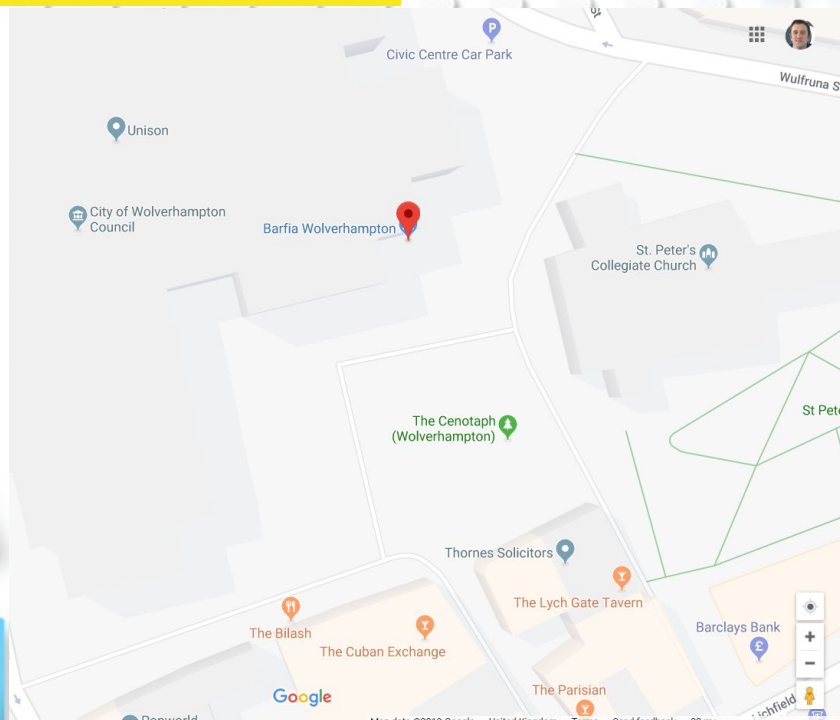 Civic Centre Car Park
Wulfruna S
Unison
City of Wolverhampton
Council
Barfia Wolverhampton
St. Peter's
Collegiate Church
The Cenotaph
(Wolverhampton)
St Pete
Thornes Solicitors
The Lych Gate Tavern
The Bilash
The Cuban Exchange
Barclays Bank
The Parisian
Google
ichfield